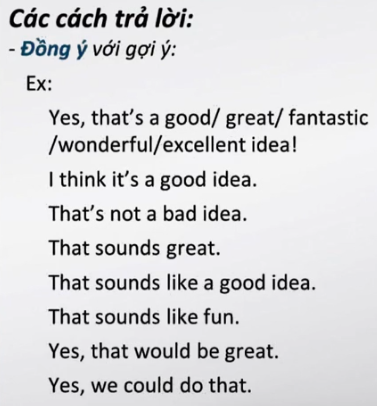 Các cách trả lời:
- Đồng ý với gợi ý:
Ex:
Yes, that's a good/ great/ fantastic
/wonderful/excellent idea!
I think it's a good idea.
That's not a bad idea.
That sounds great.
That sounds like a good idea.
That sounds like fun.
Yes, that would be great.
Yes, we could do that.